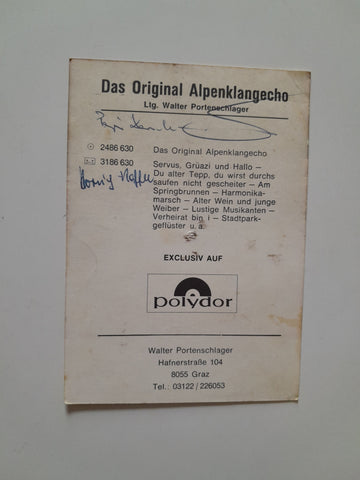 Das Original Alpenklangecho
Ltg. Walter Portenschlager
2486 630
3186 630
Das Original Alpenklangecho
Servus, Grüazi und Hallo –
Du alter Tepp, du wirst durchs
saufen nicht gescheiter – Am
Springbrunnen – Harmonika-
marsch – Alter Wein und junge
Weiber – Lustige Musikanten –
Verheirat bin i – Stadtpark-
geflüster u. a.
EXCLUSIV AUF
polydor
Walter Portenschlager
Hafnerstraße 104
8055 Graz
Tel.: 03122/226053